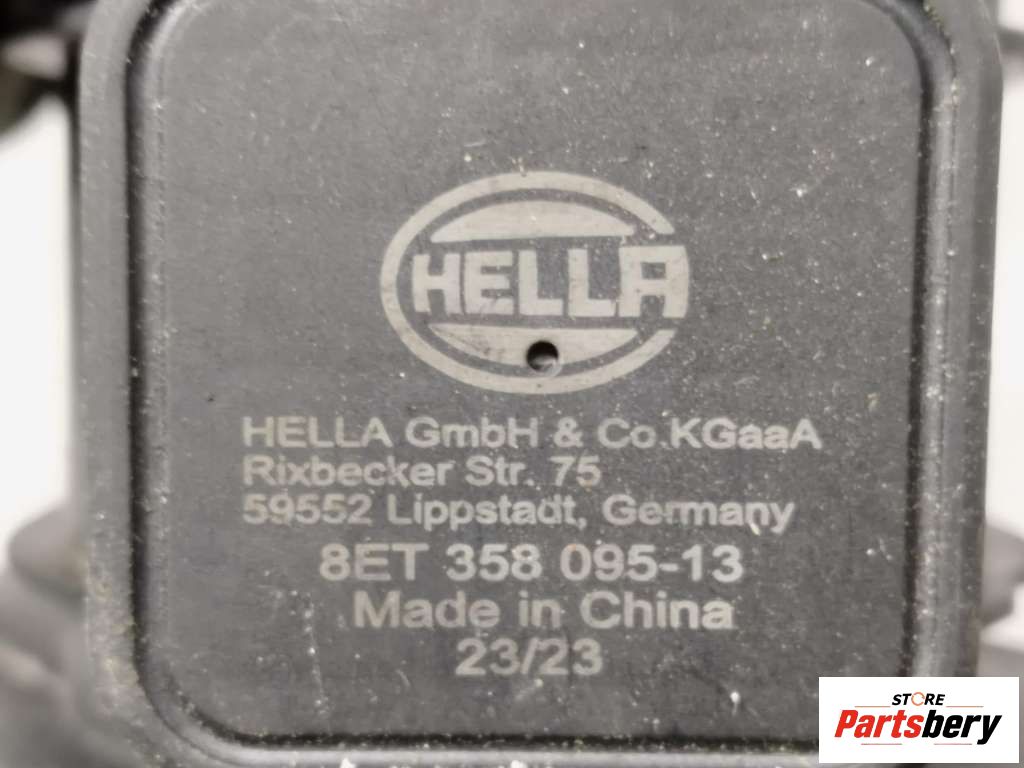 HELLA
HELLA GmbH & Co.KGaaA
Rixbecker Str. 75
59552 Lippstadt, Germany
8ET 358 095-13
Made in China
23/23
STORE
Partsbery